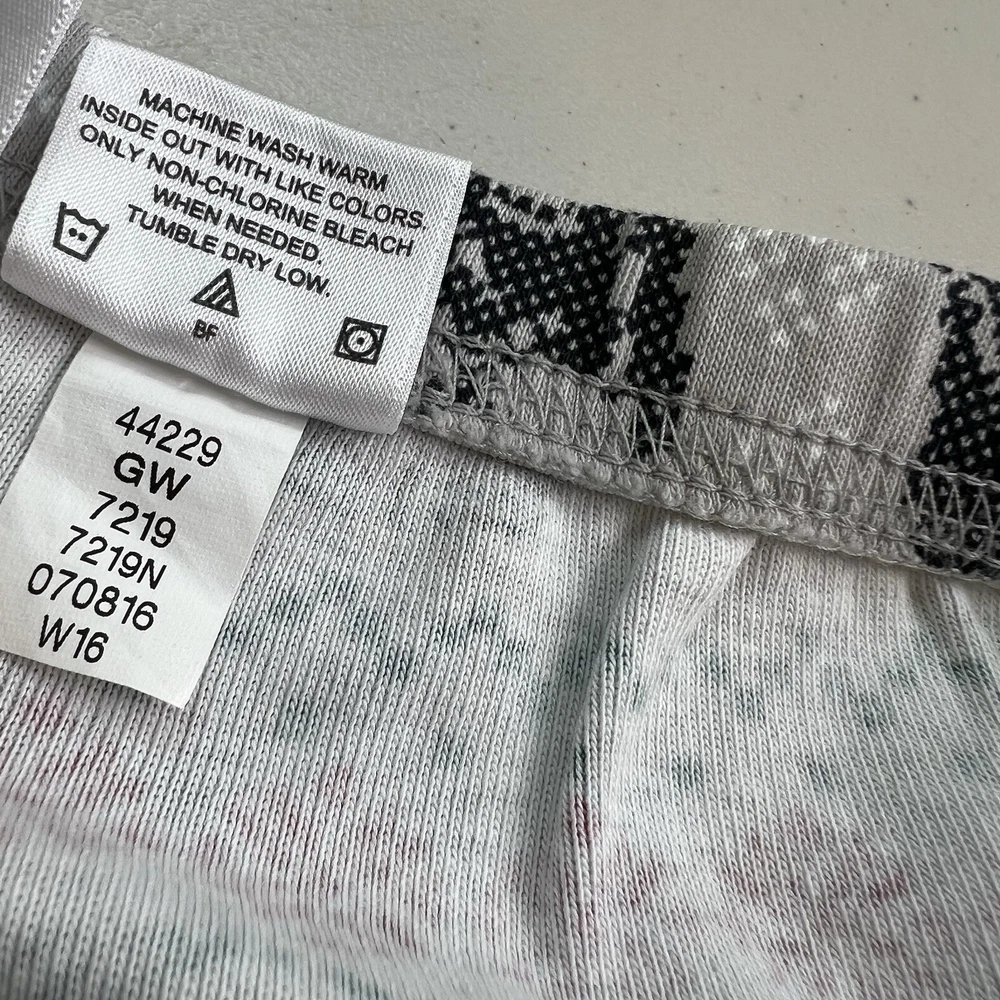 MACHINE WASH WARM
INSIDE OUT WITH LIKE COLORS.
ONLY NON-CHLORINE BLEACH
WHEN NEEDED.
TUMBLE DRY LOW.
BF
44229
GW
7219
7219N
070816
W16